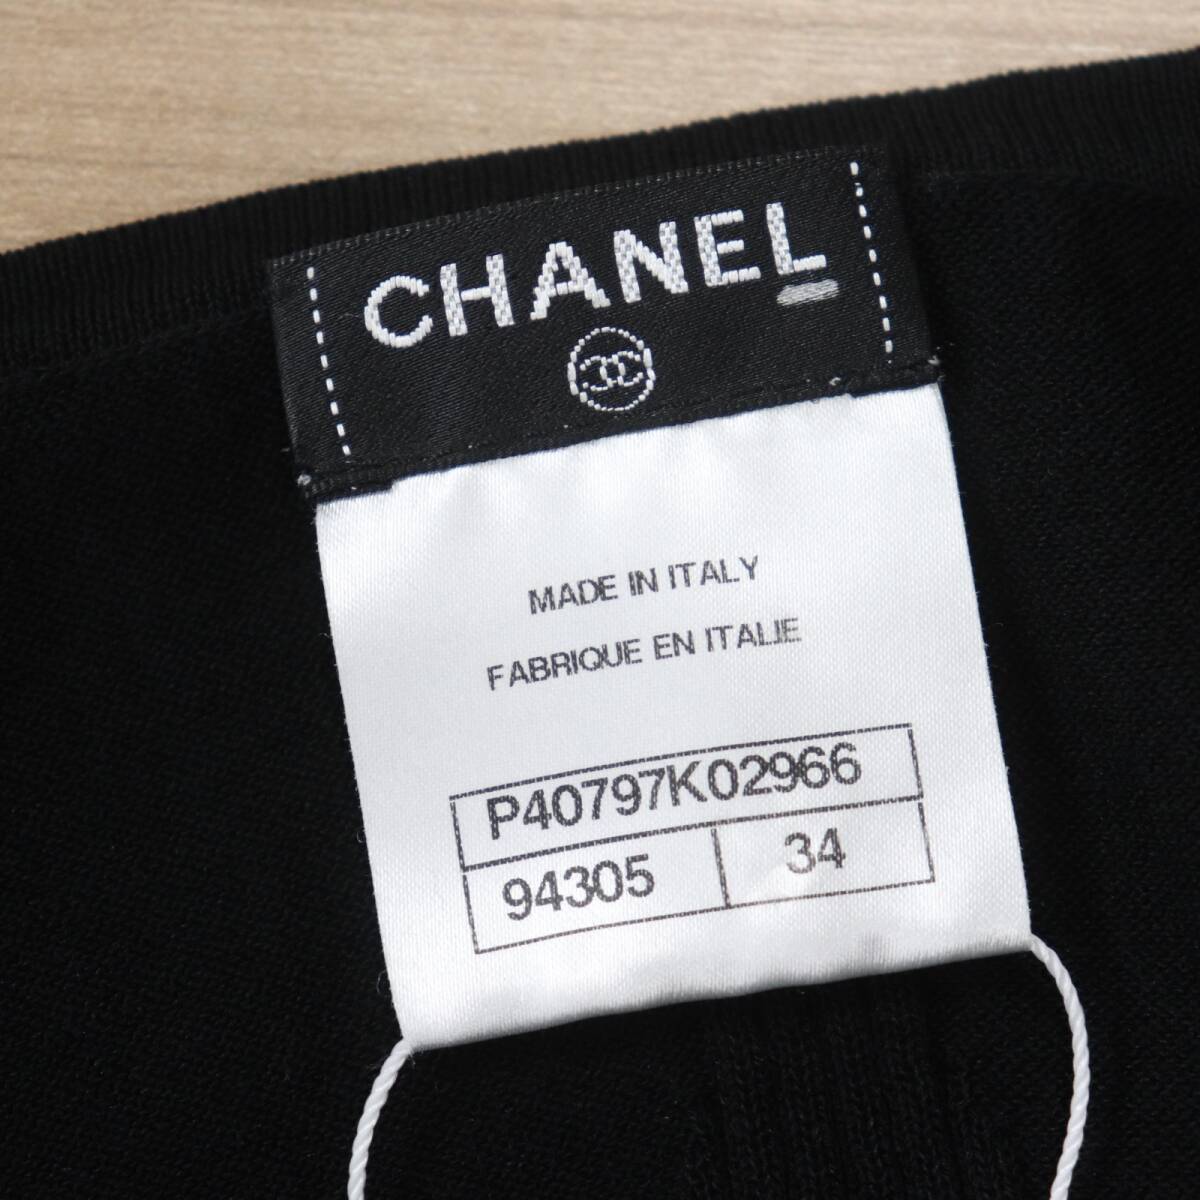 CHANEL
MADE IN ITALY
FABRIQUE EN ITALIE
P40797K02966
94305 34